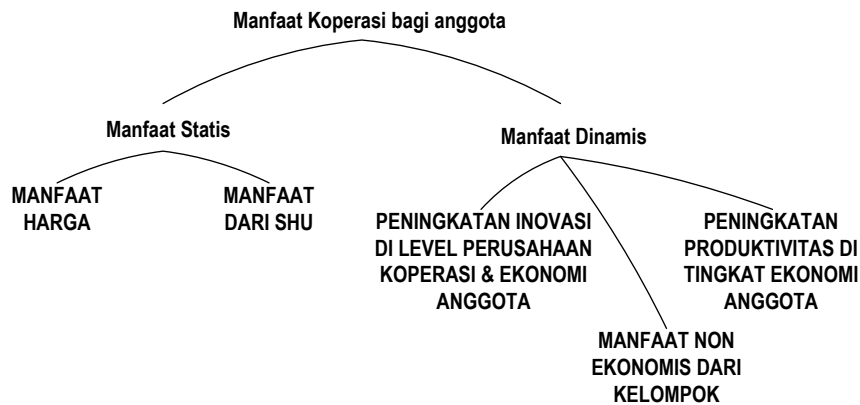 Manfaat Koperasi bagi anggota
Manfaat Statis
Manfaat Dinamis
MANFAAT
HARGA
MANFAAT
DARI SHU
PENINGKATAN INOVASI
DI LEVEL PERUSAHAAN
KOPERASI & EKONOMI
ANGGOTA
PENINGKATAN
PRODUKTIVITAS DI
TINGKAT EKONOMI
ANGGOTA
MANFAAT NON
EKONOMIS DARI
KELOMPOK